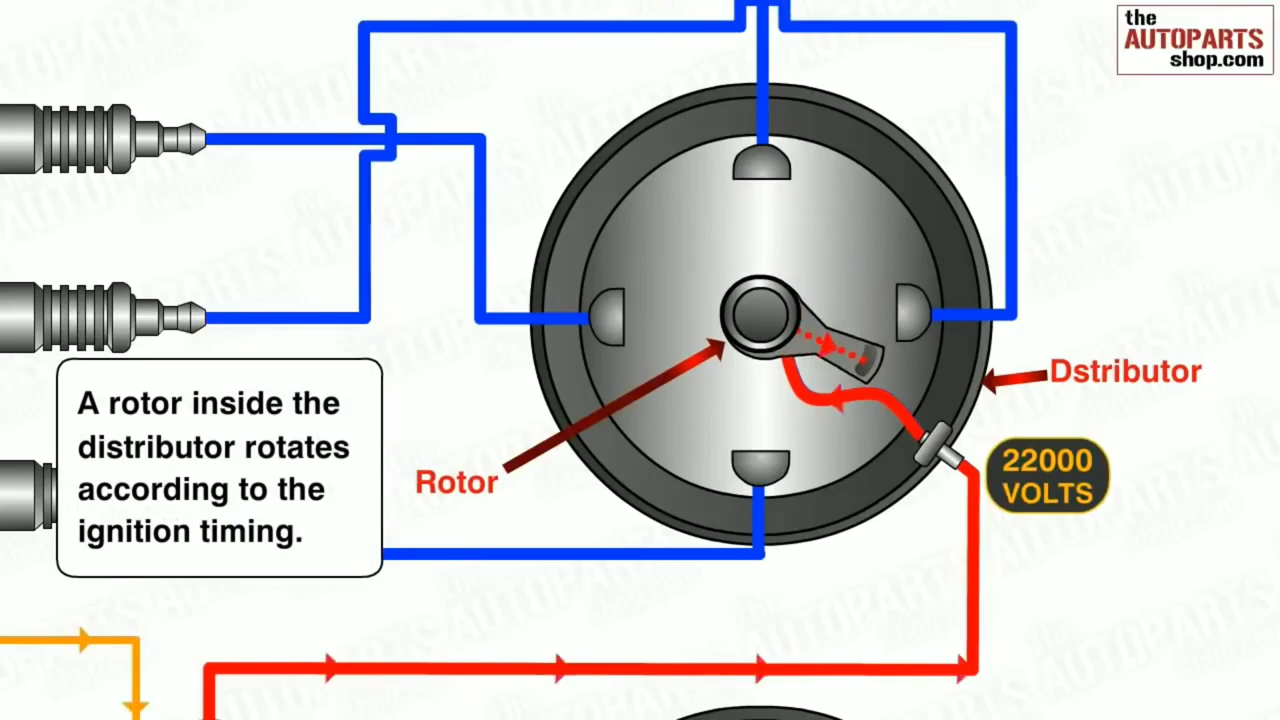 the
AUTOPARTS
shop.com
Dstributor
22000
VOLTS
Rotor
A rotor inside the
distributor rotates
according to the
ignition timing.